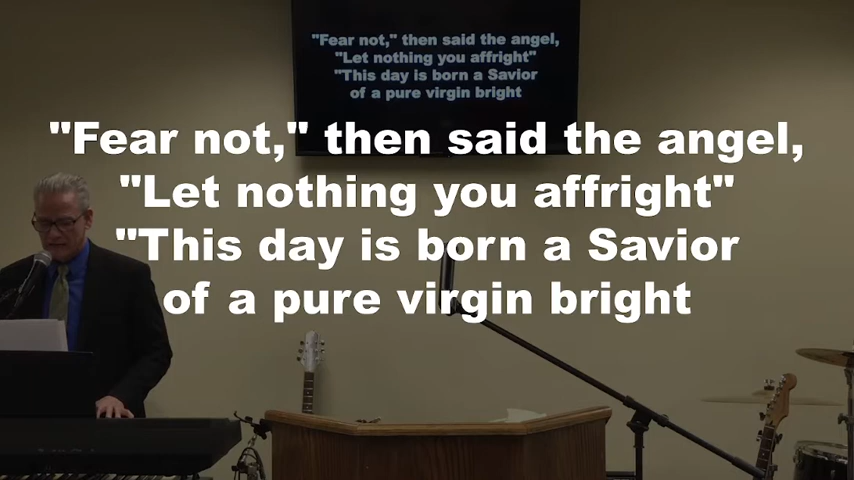 "Fear not," then said the angel,
"Let nothing you affright"
"This day is born a Savior
of a pure virgin bright
"Fear not," then said the angel,
"Let nothing you affright"
"This day is born a Savior
of a pure virgin bright